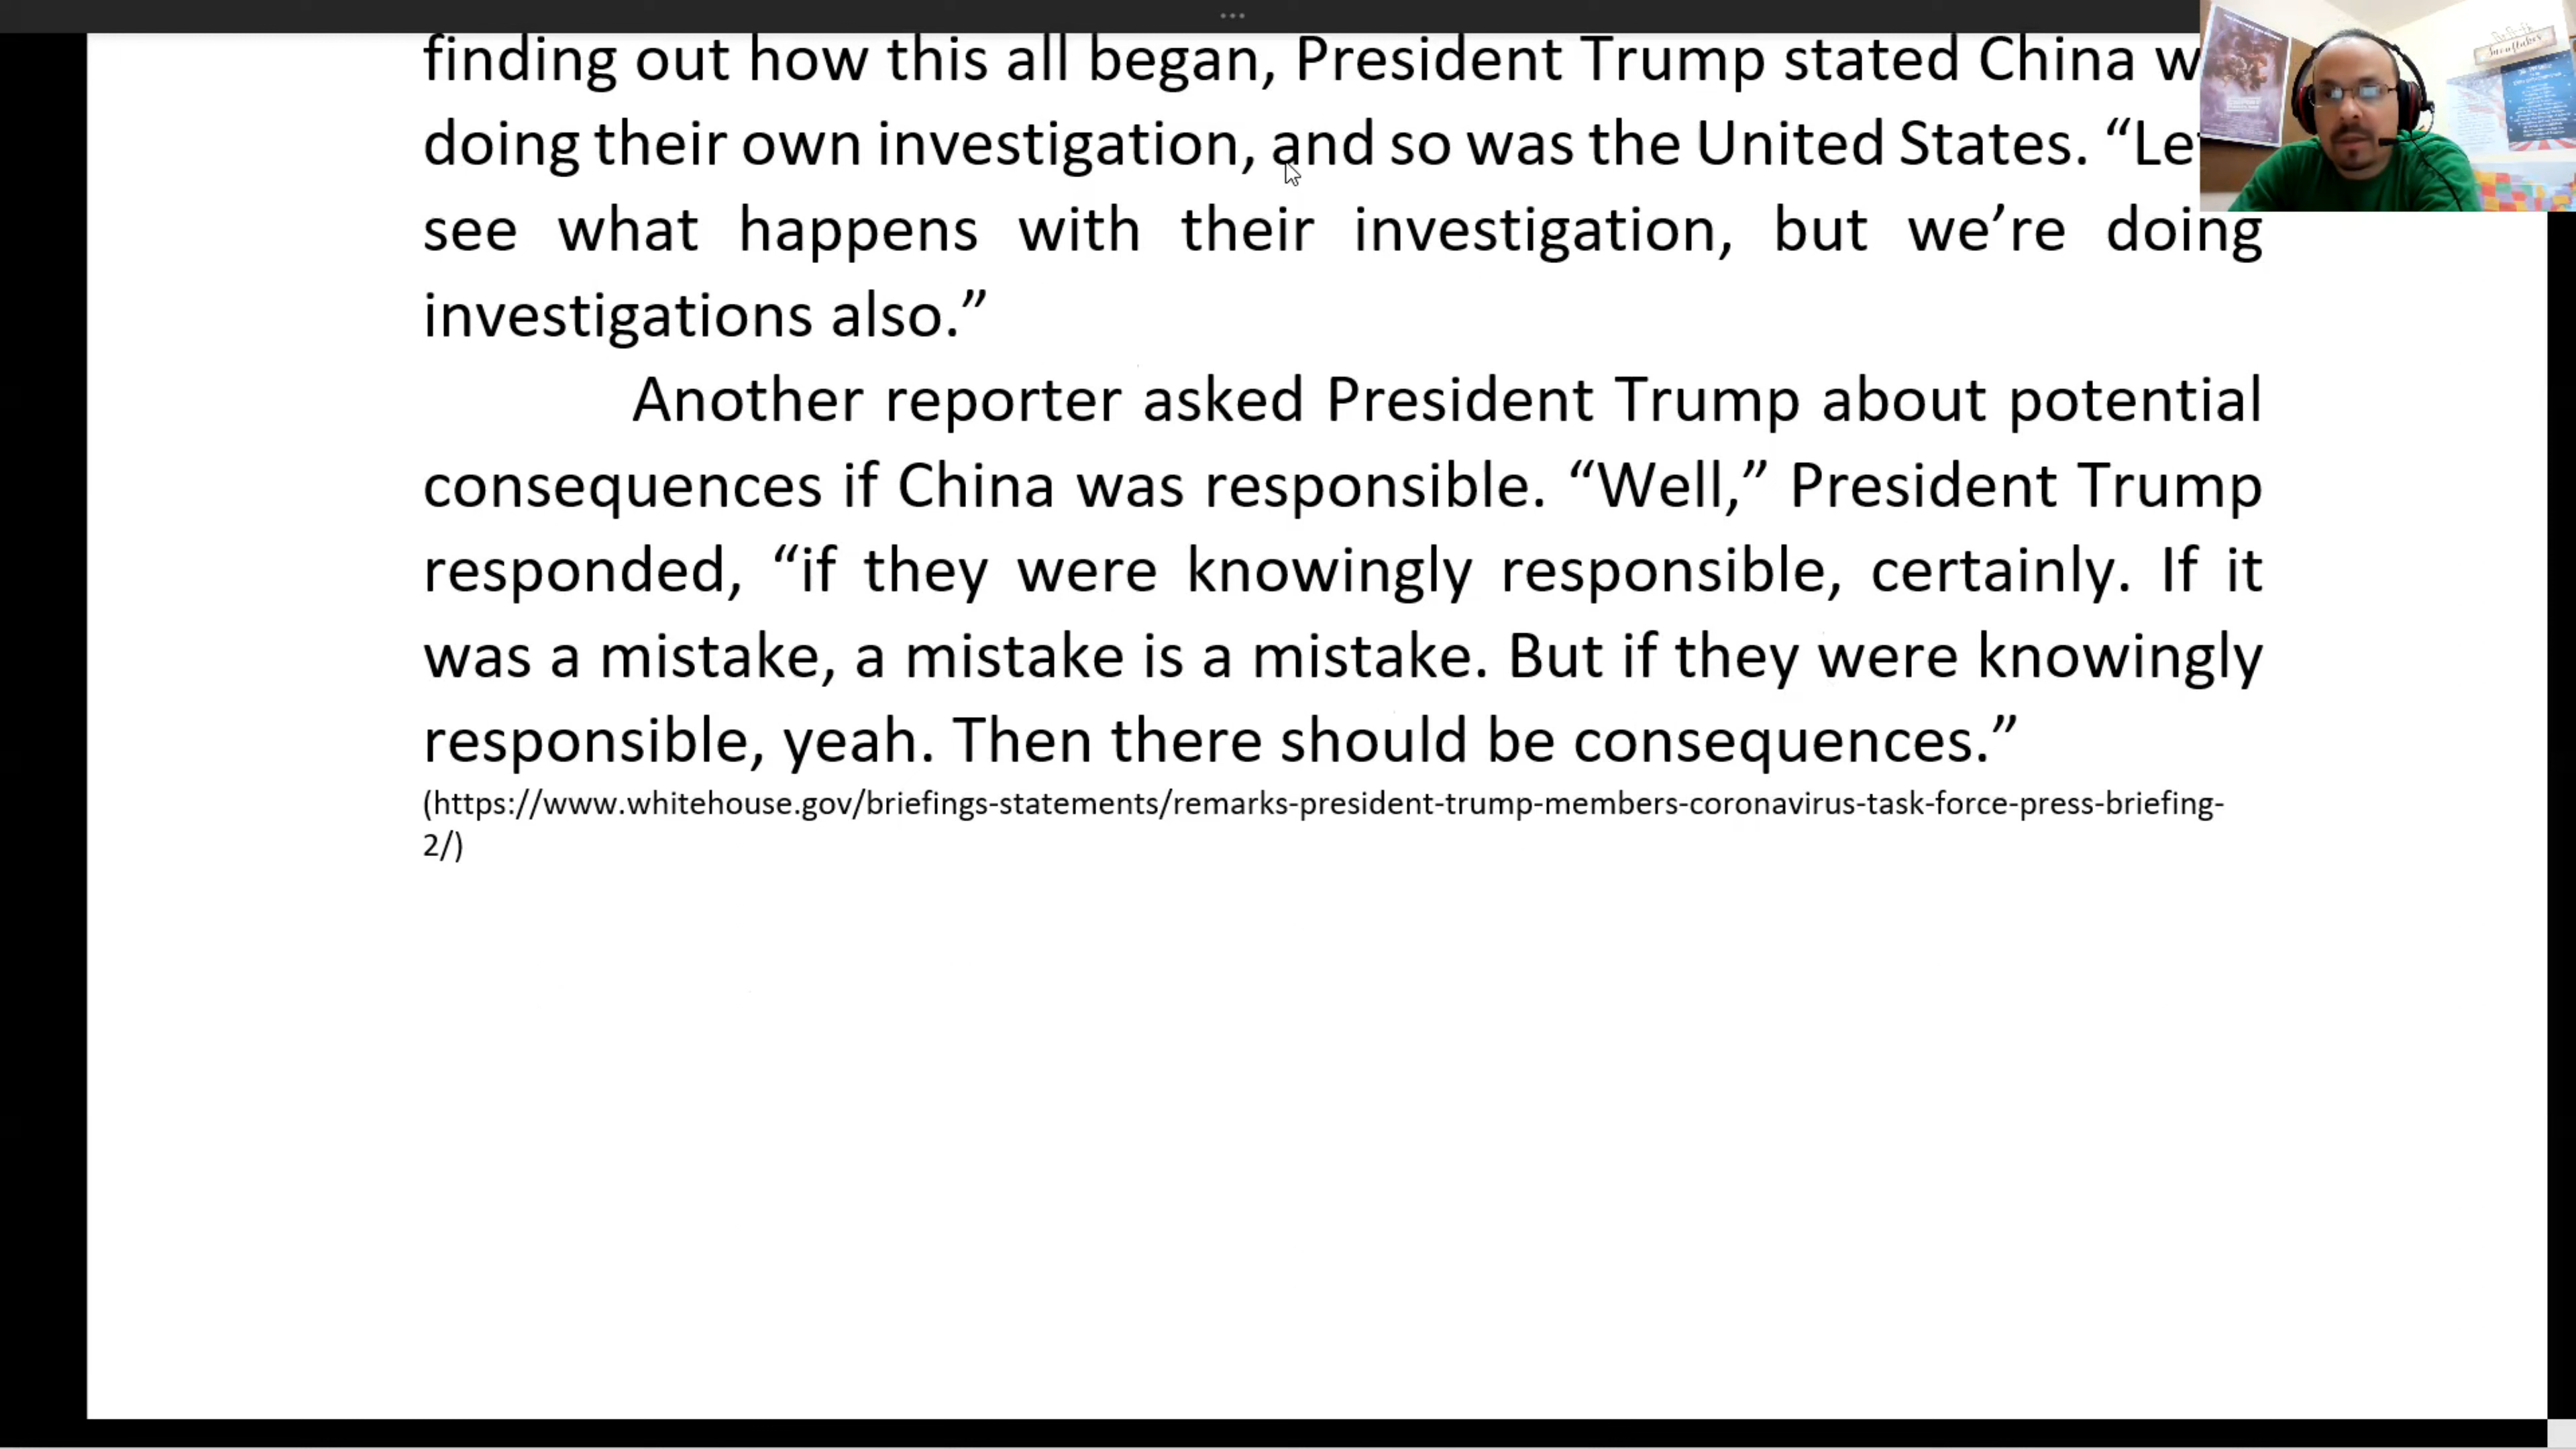 finding out how this all began, President Trump stated China
doing their own investigation, and so was the United States. “Let
see what happens with their investigation, but we’re doing
investigations also.”
Another reporter asked President Trump about potential
consequences if China was responsible. “Well,” President Trump
responded, “if they were knowingly responsible, certainly. If it
was a mistake, a mistake is a mistake. But if they were knowingly
responsible, yeah. Then there should be consequences.”
(https://www.whitehouse.gov/briefings-statements/remarks-president-trump-members-coronavirus-task-force-press-briefing-
2/)